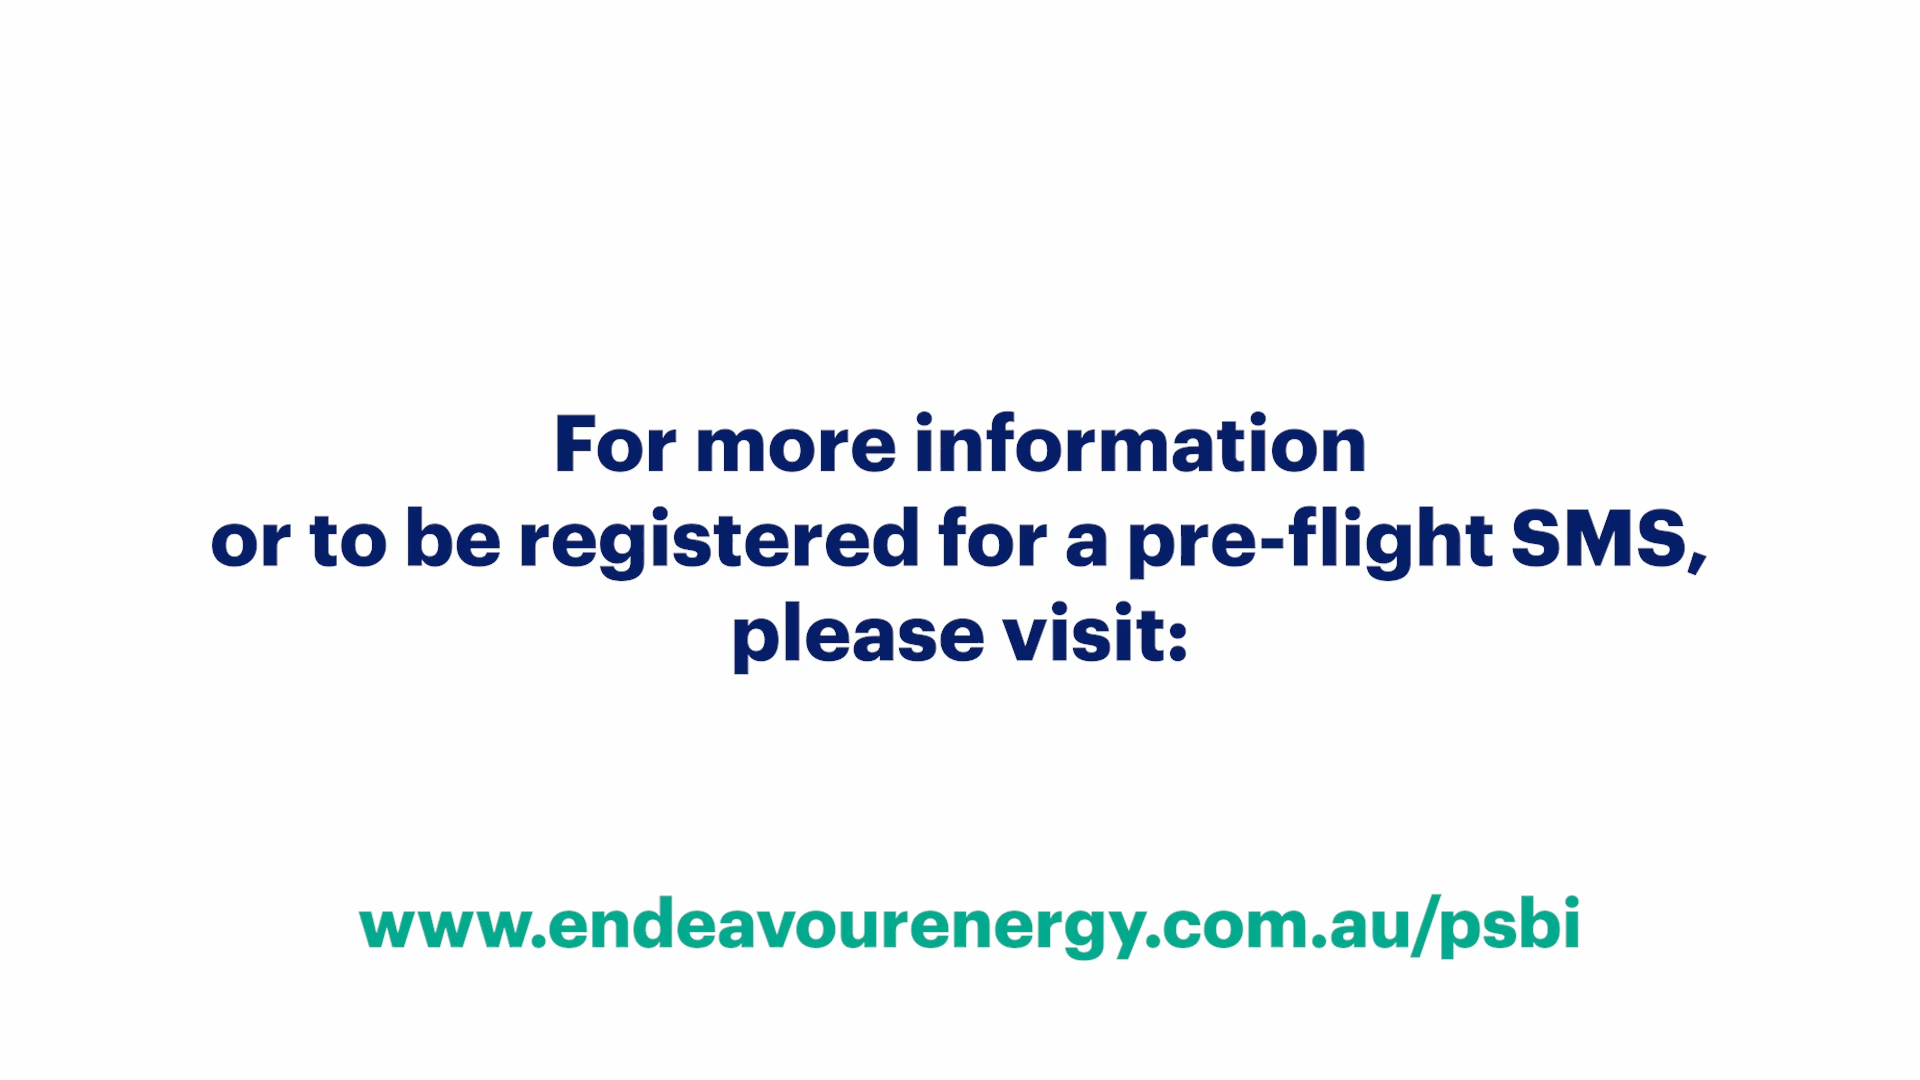 For more information
or to be registered for a pre-flight SMS,
please visit:
www.endeavourenergy.com.au/psbi